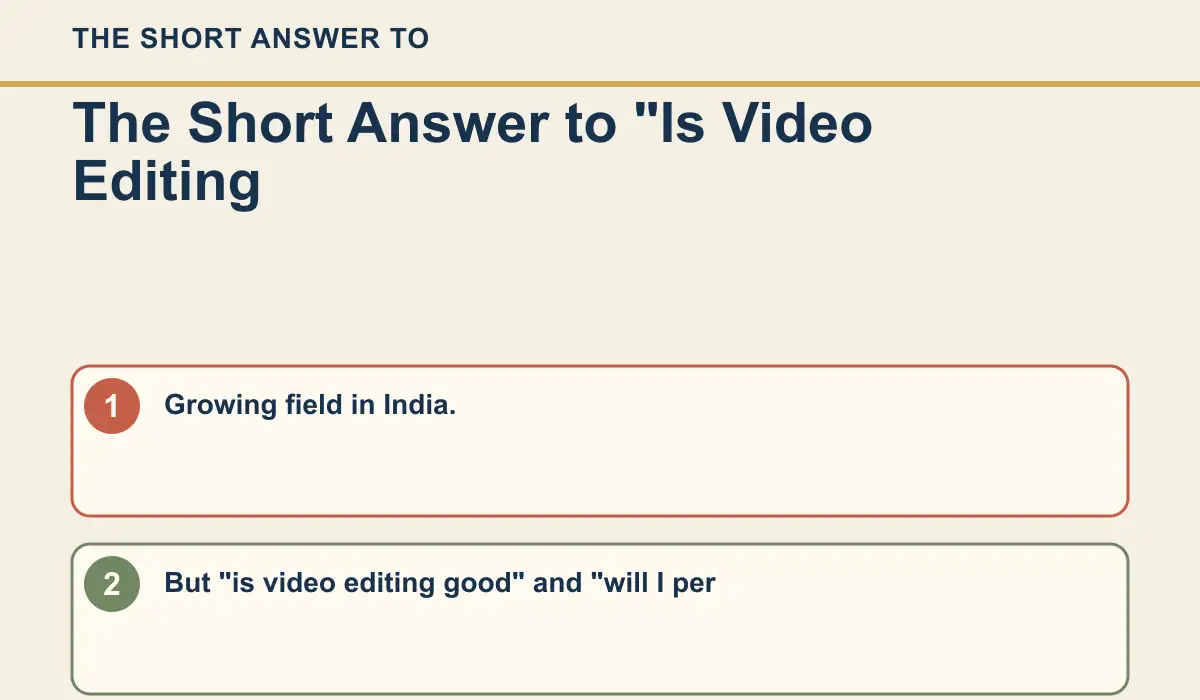 THE SHORT ANSWER TO
The Short Answer to "Is Video
Editing
1
Growing field in India.
2
But "is video editing good" and "will I per